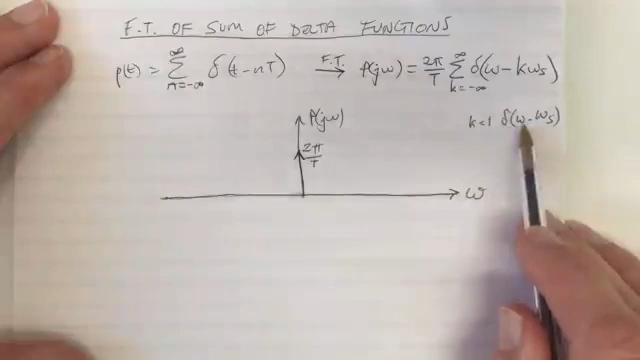 F.T. OF SUM OF DELTA FUNCTIONS
p(t) = ∞ Σ n=-∞ δ(t-nT) F.T. → P(jω) = 2π/T ∞ Σ k=-∞ δ(ω-kωs)
P(jω)
k=1 δ(ω-ωs)
2π/T
ω